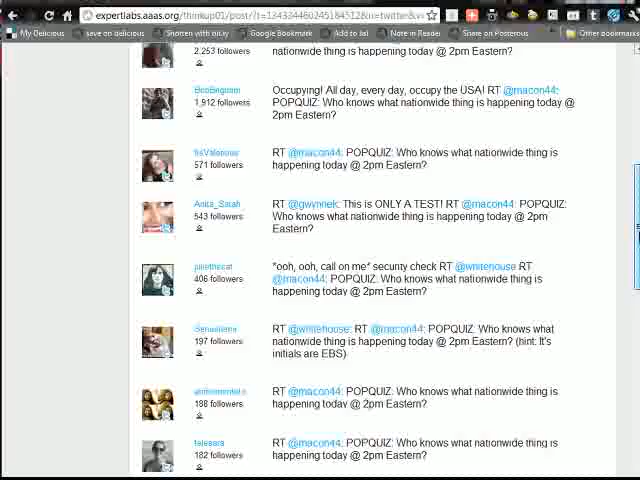 expertlabs.aaas.org/thinkup01/post/?t=134334460245184512&n=twitter&v
My Delicious save on delicious Shorten with bit.ly Google Bookmark Add to Jail Note in Reader Share on Posterous Other bookmarks
2,253 followers
nationwide thing is happening today @ 2pm Eastern?
BobBingham
1,912 followers
Occupying! All day, every day, occupy the USA! RT @macon44:
POPQUIZ: Who knows what nationwide thing is happening today @
2pm Eastern?
571 followers
RT @macon44: POPQUIZ: Who knows what nationwide thing is
happening today @ 2pm Eastern?
Anita_Sarah
543 followers
RT @gwynnek: This is ONLY A TEST! RT @macon44: POPQUIZ:
Who knows what nationwide thing is happening today @ 2pm
Eastern?
juliethecat
406 followers
*ooh, ooh, call on me* security check RT @whitehouse RT
@macon44: POPQUIZ: Who knows what nationwide thing is
happening today @ 2pm Eastern?
197 followers
RT @whitehouse: RT @macon44: POPQUIZ: Who knows what
nationwide thing is happening today @ 2pm Eastern? (hint: It's
initials are EBS)
188 followers
RT @macon44: POPQUIZ: Who knows what nationwide thing is
happening today @ 2pm Eastern?
182 followers
RT @macon44: POPQUIZ: Who knows what nationwide thing is
happening today @ 2pm Eastern?